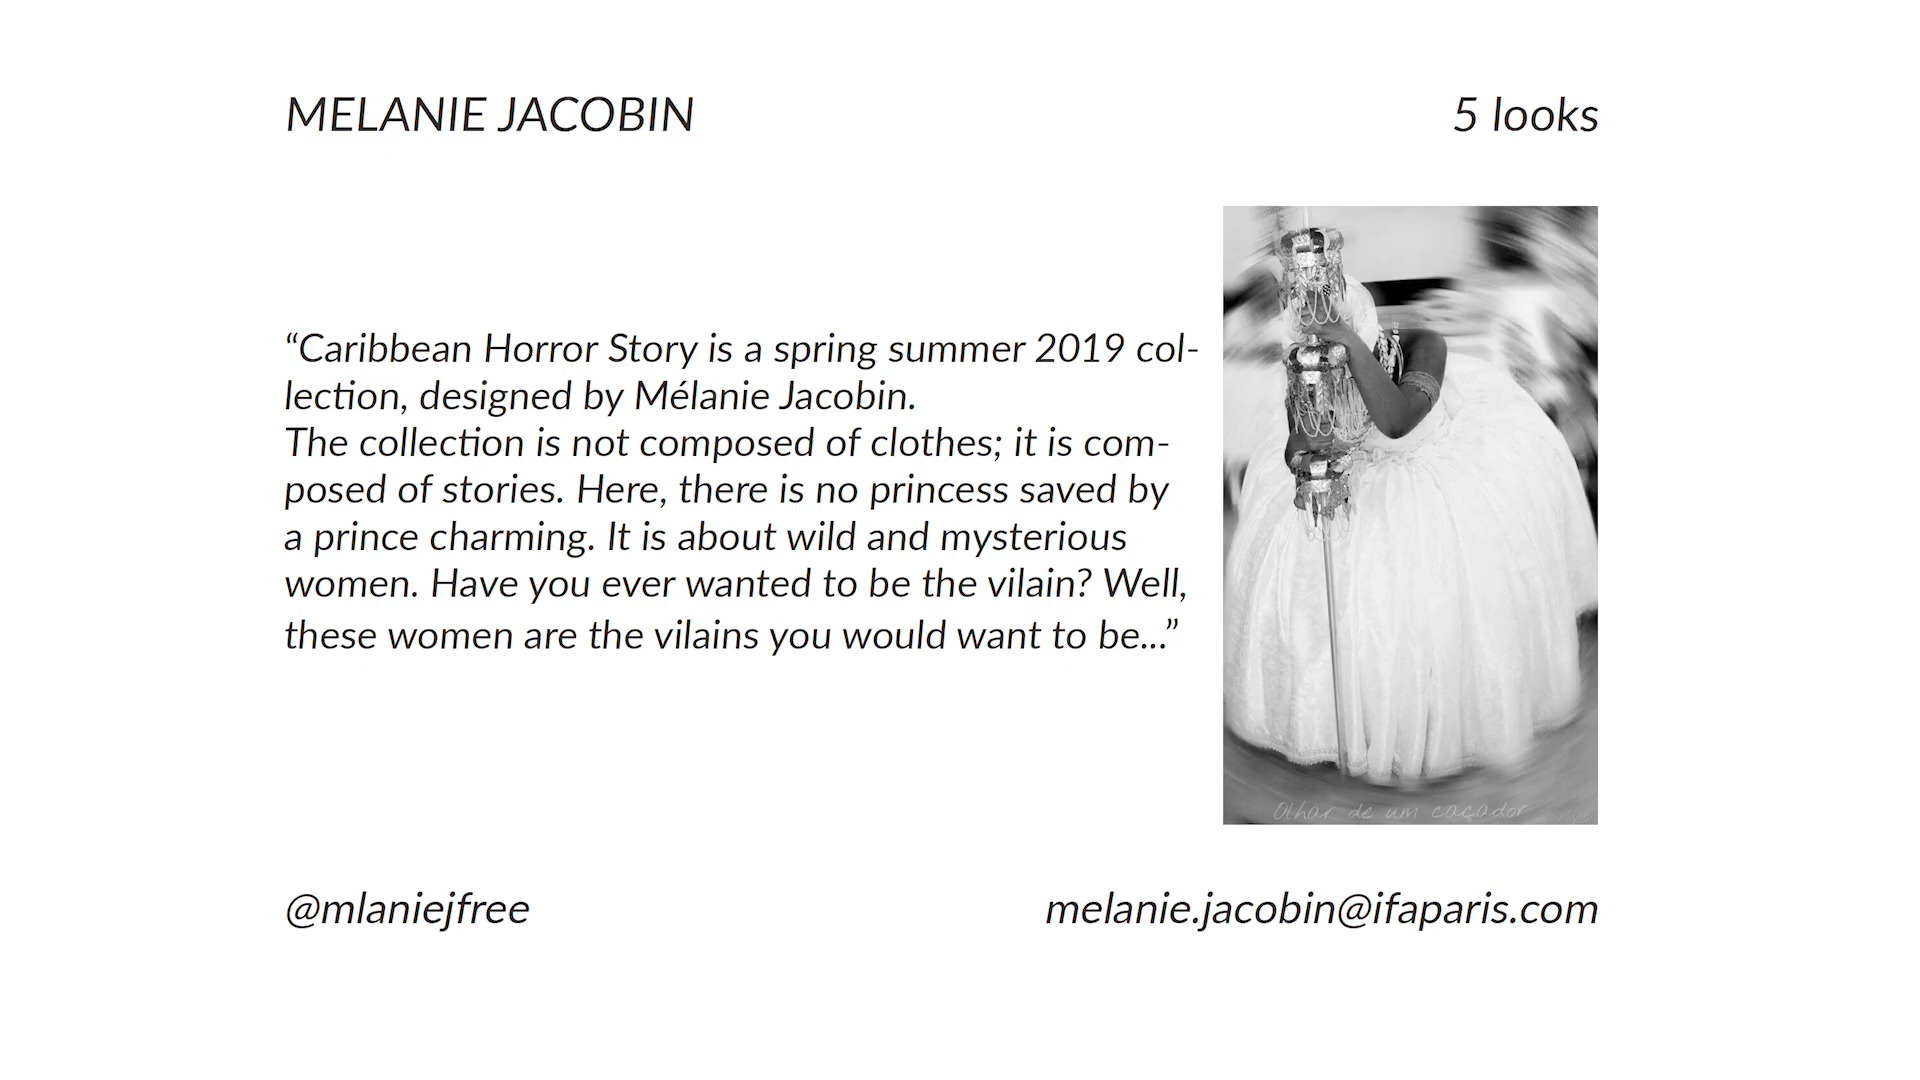 MELANIE JACOBIN
5 looks
“Caribbean Horror Story is a spring summer 2019 col-
lection, designed by Mélanie Jacobin.
The collection is not composed of clothes; it is com-
posed of stories. Here, there is no princess saved by
a prince charming. It is about wild and mysterious
women. Have you ever wanted to be the vilain? Well,
these women are the vilains you would want to be...”
Olhar de um caçador
@mlaniejfree
melanie.jacobin@ifaparis.com